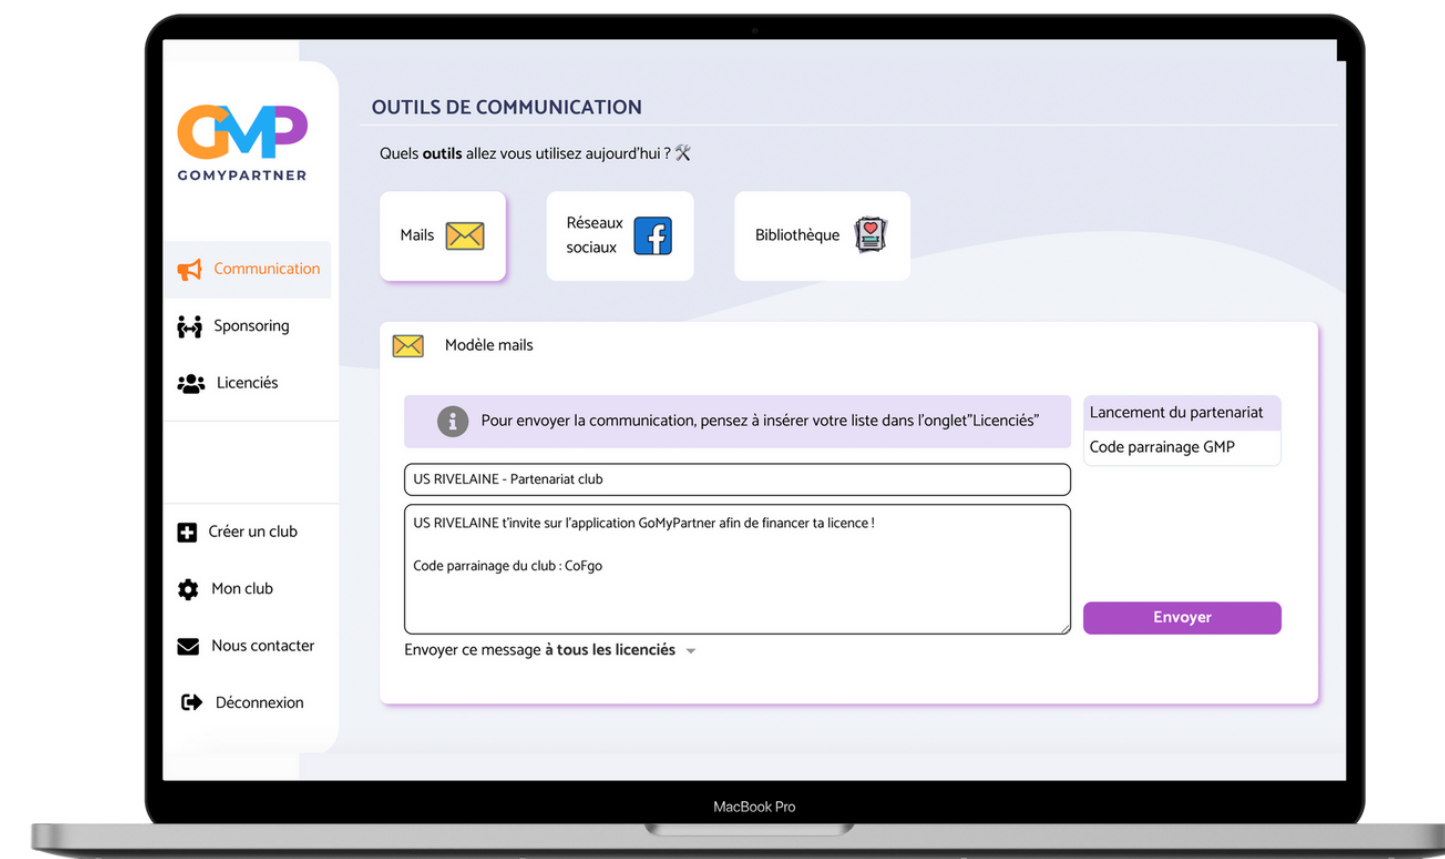 GMP
GOMYPARTNER
Communication
Sponsoring
Licenciés
Créer un club
Mon club
Nous contacter
Déconnexion
OUTILS DE COMMUNICATION
Quels outils allez vous utilisez aujourd'hui ?
Mails
Réseaux
sociaux
Bibliothèque
Modèle mails
Pour envoyer la communication, pensez à insérer votre liste dans l'onglet"Licenciés"
Lancement du partenariat
Code parrainage GMP
US RIVELAINE - Partenariat club
US RIVELAINE t'invite sur l'application GoMyPartner afin de financer ta licence !
Code parrainage du club : CoFgo
Envoyer
Envoyer ce message à tous les licenciés
MacBook Pro